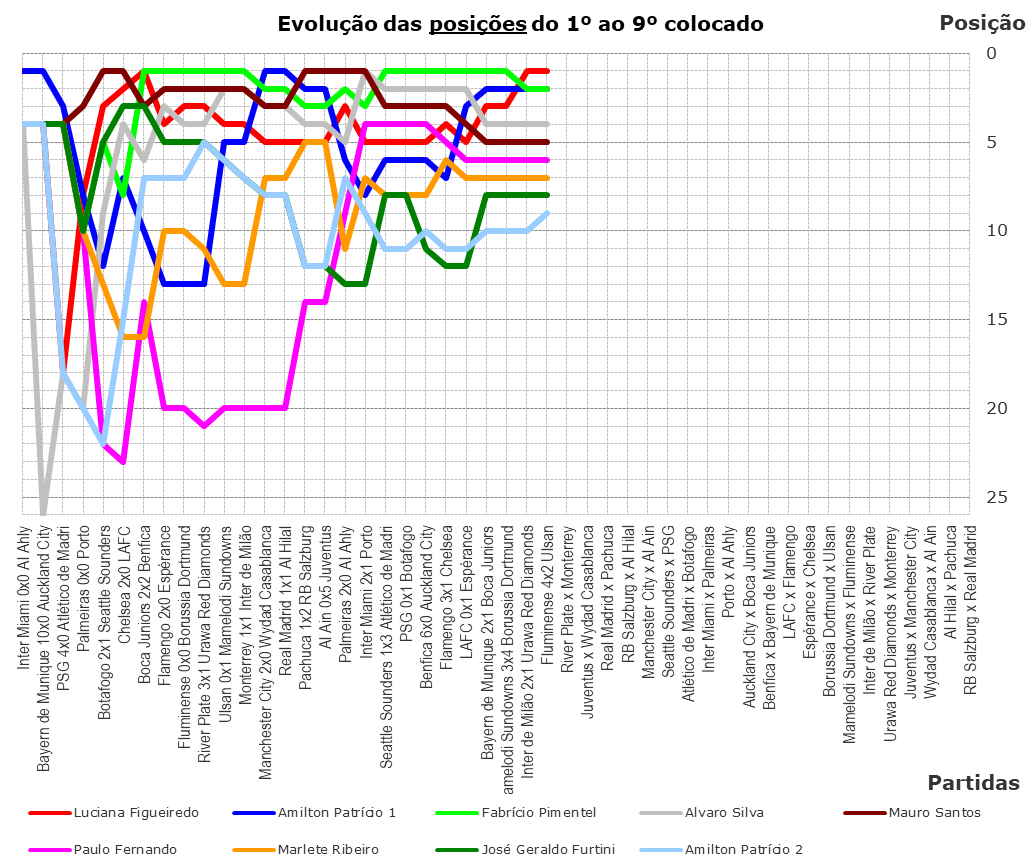 Evolução das posições do 1º ao 9º colocado
Posição
0
5
10
15
20
25
Inter Miami 0x0 Al Ahly
Bayern de Munique 10x0 Auckland City
PSG 4x0 Atlético de Madri
Palmeiras 0x0 Porto
Botafogo 2x1 Seattle Sounders
Chelsea 2x0 LAFC
Boca Juniors 2x2 Benfica
Flamengo 2x0 Espérance
Fluminense 0x0 Borussia Dortmund
River Plate 3x1 Urawa Red Diamonds
Ulsan 0x1 Mamelodi Sundowns
Monterrey 1x1 Inter de Milão
Manchester City 2x0 Wydad Casablanca
Real Madrid 1x1 Al Hilal
Pachuca 1x2 RB Salzburg
Al Ain 0x5 Juventus
Palmeiras 2x0 Al Ahly
Inter Miami 2x1 Porto
Seattle Sounders 1x3 Atlético de Madri
PSG 0x1 Botafogo
Benfica 6x0 Auckland City
Flamengo 3x1 Chelsea
LAFC 0x1 Espérance
Bayern de Munique 2x1 Boca Juniors
amelodi Sundowns 3x4 Borussia Dortmund
Inter de Milão 2x1 Urawa Red Diamonds
Fluminense 4x2 Ulsan
River Plate x Monterrey
Juventus x Wydad Casablanca
Real Madrid x Pachuca
RB Salzburg x Al Hilal
Manchester City x Al Ain
Seattle Sounders x PSG
Atlético de Madri x Botafogo
Inter Miami x Palmeiras
Porto x Al Ahly
Auckland City x Boca Juniors
Benfica x Bayern de Munique
LAFC x Flamengo
Espérance x Chelsea
Borussia Dortmund x Ulsan
Mamelodi Sundowns x Fluminense
Inter de Milão x River Plate
Urawa Red Diamonds x Monterrey
Juventus x Manchester City
Wydad Casablanca x Al Ain
Al Hilal x Pachuca
RB Salzburg x Real Madrid
Partidas
Luciana Figueiredo
Amilton Patrício 1
Fabrício Pimentel
Alvaro Silva
Mauro Santos
Paulo Fernando
Marlete Ribeiro
José Geraldo Furtini
Amilton Patrício 2